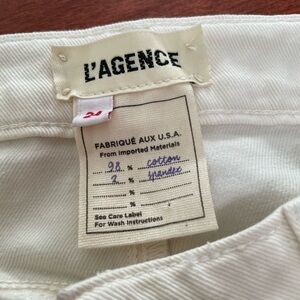 L'AGENCE
24
FABRIQUÉ AUX U.S.A.
From Imported Materials
98 % cotton
2 % spandex
%
%
See Care Label
For Wash Instructions